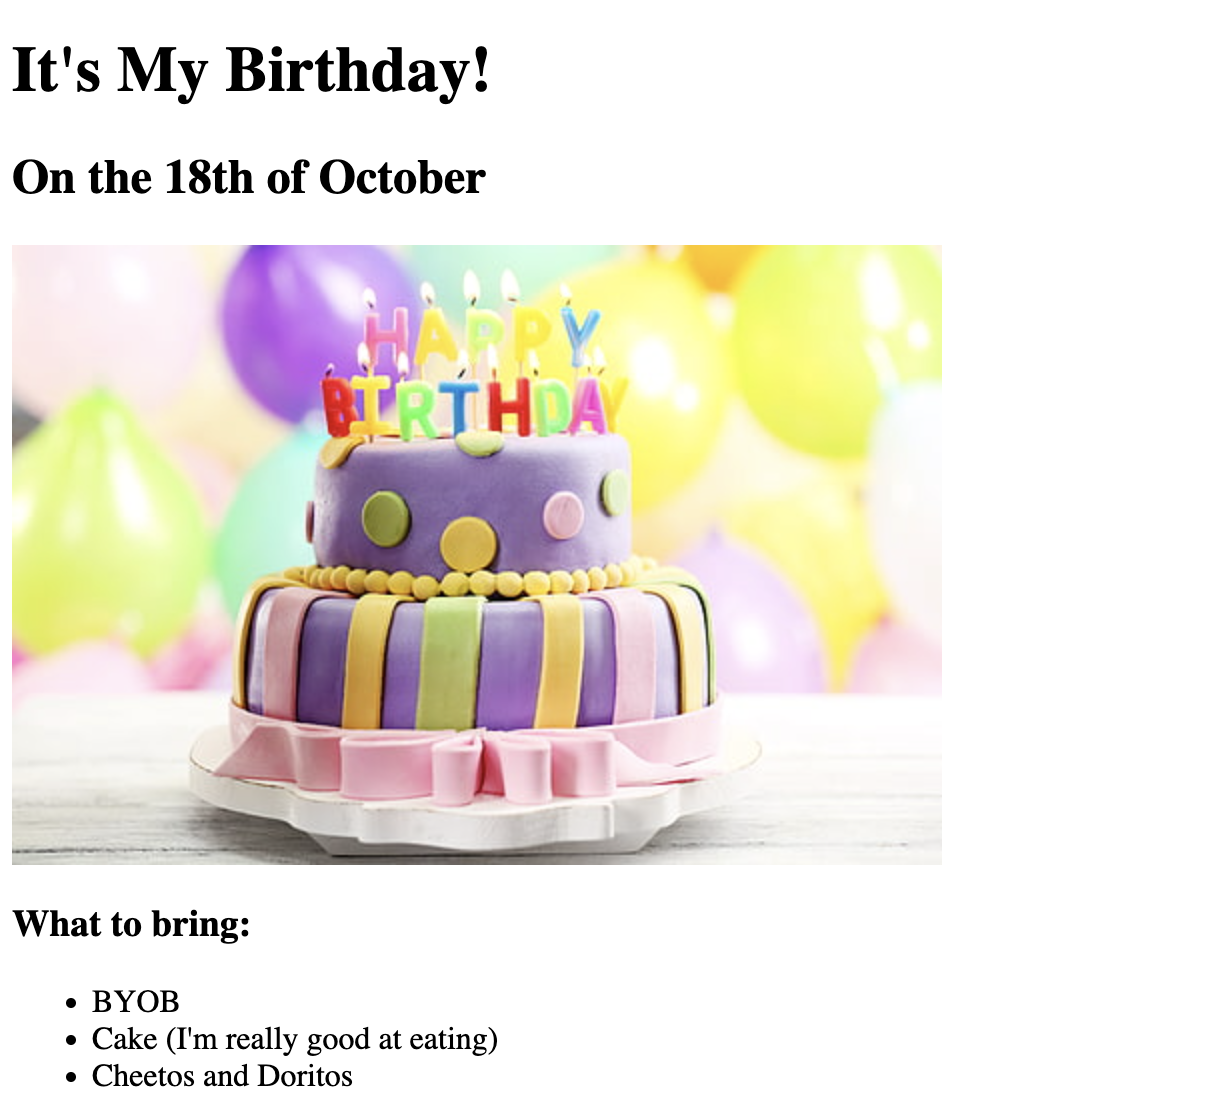 It's My Birthday!
On the 18th of October
HAPPY
BIRTHDAY
What to bring:
BYOB
Cake (I'm really good at eating)
Cheetos and Doritos